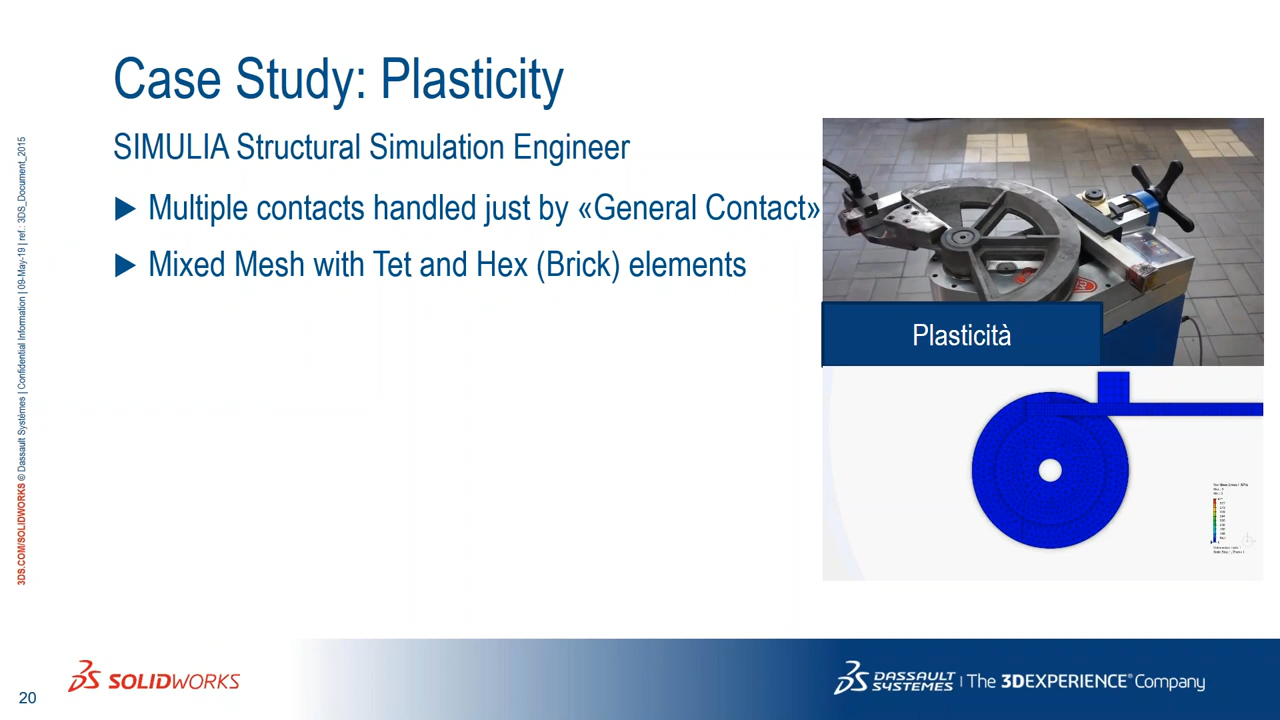 Case Study: Plasticity
SIMULIA Structural Simulation Engineer
Multiple contacts handled just by «General Contact»
Mixed Mesh with Tet and Hex (Brick) elements
Plasticità
3DS.COM/SOLIDWORKS © Dassault Systèmes | Confidential Information | 09-May-19 | ref.: 3DS_Document_2015
20
SOLIDWORKS
DASSAULT SYSTEMES | The 3DEXPERIENCE® Company